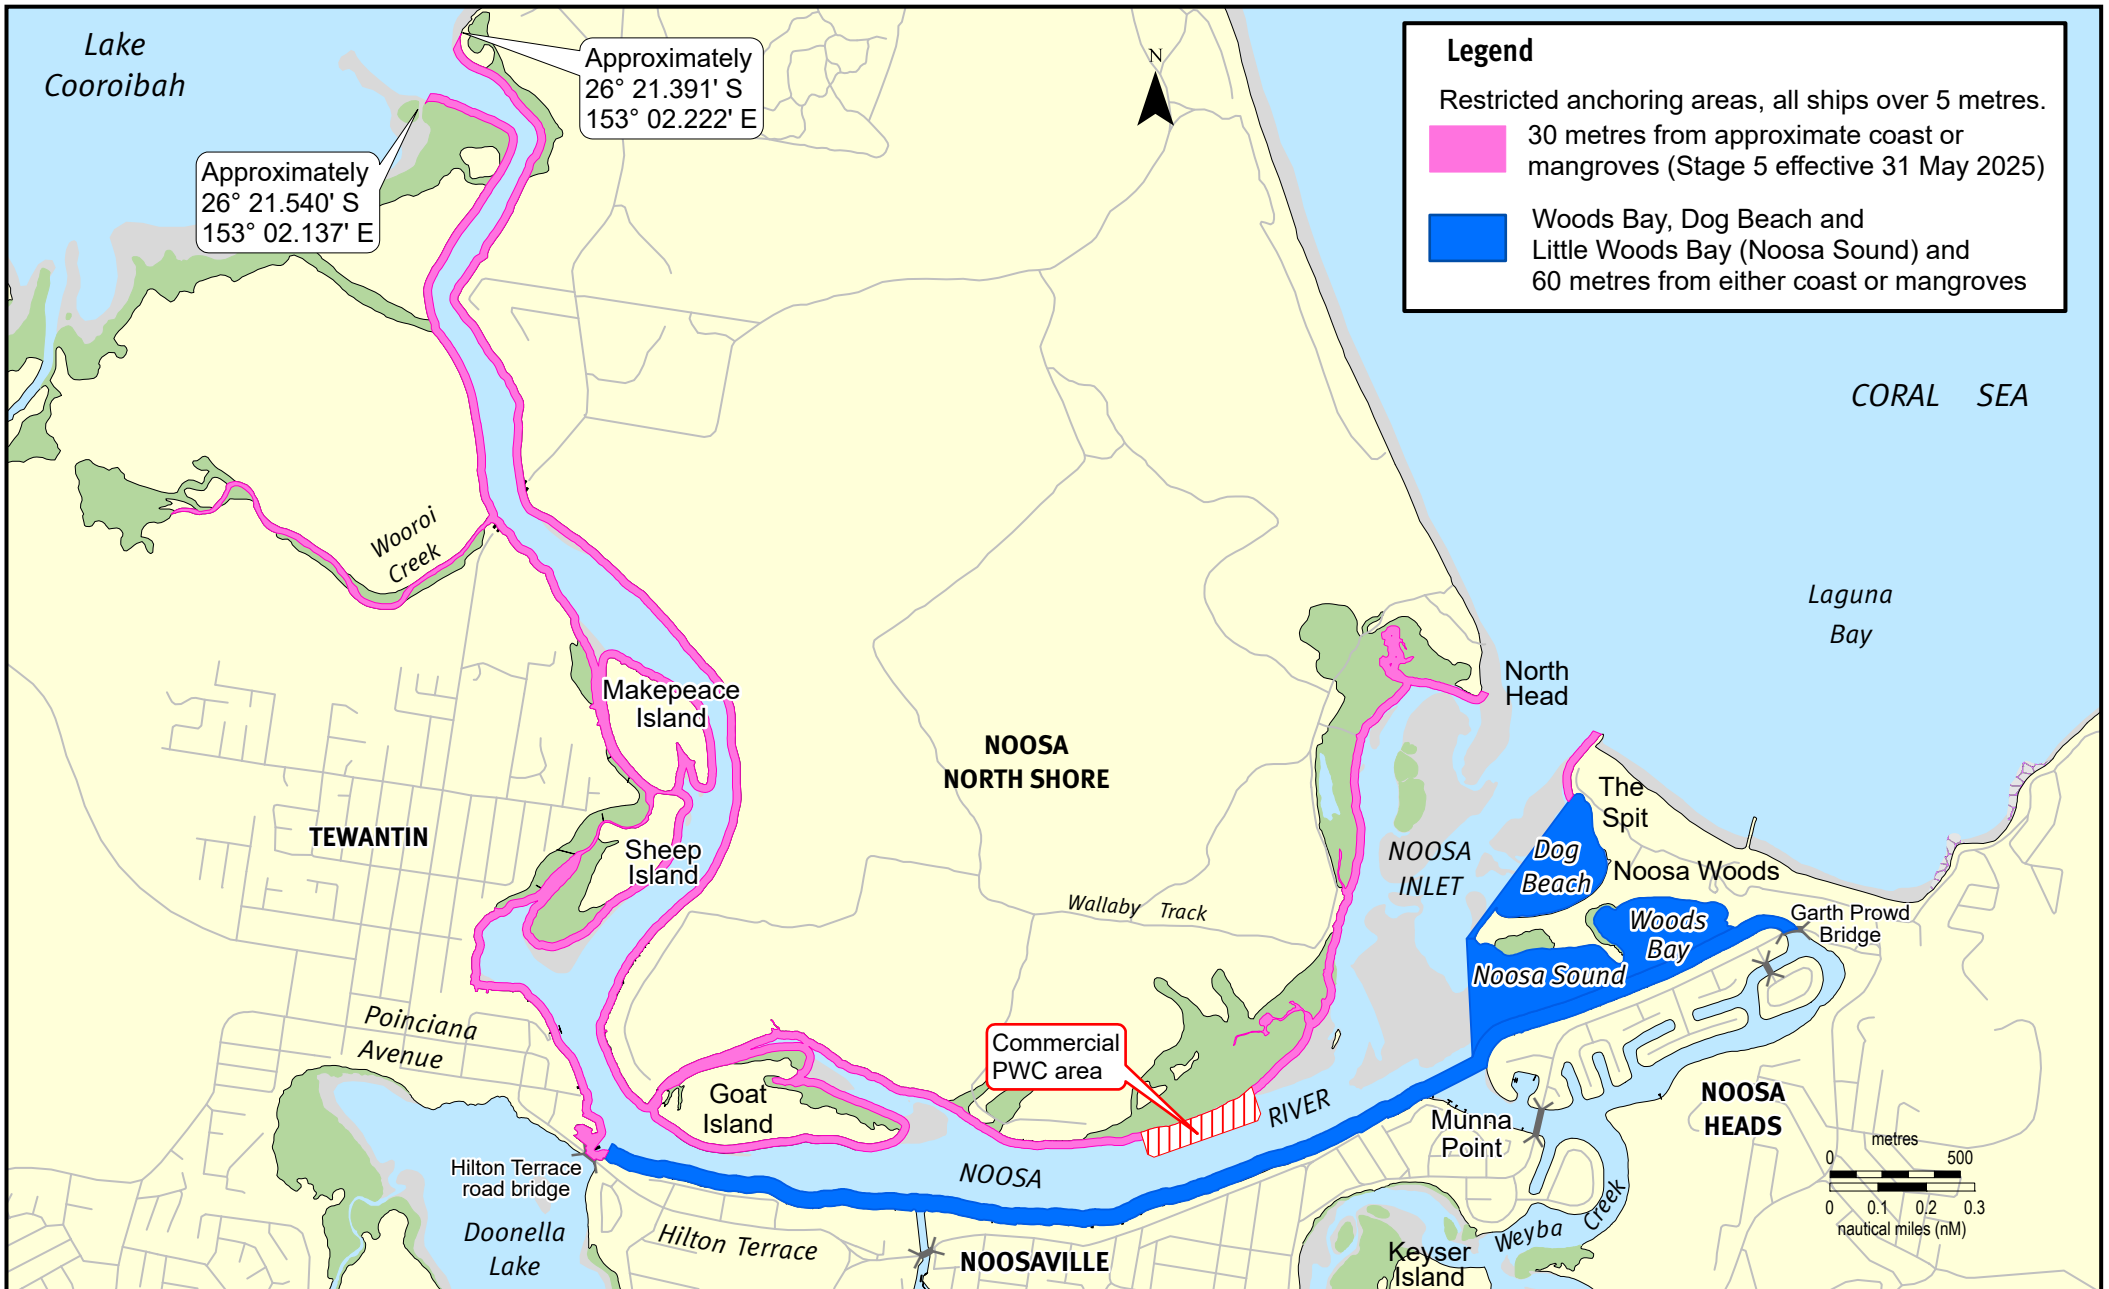 Lake
Cooroibah
Approximately
26° 21.391' S
153° 02.222' E
Approximately
26° 21.540' S
153° 02.137' E
N
Legend
Restricted anchoring areas, all ships over 5 metres.
30 metres from approximate coast or
mangroves (Stage 5 effective 31 May 2025)
Woods Bay, Dog Beach and
Little Woods Bay (Noosa Sound) and
60 metres from either coast or mangroves
CORAL SEA
Laguna
Bay
Wooroi
Creek
North
Head
Makepeace
Island
NOOSA
NORTH SHORE
The
Spit
TEWANTIN
Sheep
Island
NOOSA
INLET
Dog
Beach
Noosa Woods
Wallaby Track
Woods
Bay
Garth Prowd
Bridge
Noosa Sound
Poinciana
Avenue
Commercial
PWC area
Goat
Island
RIVER
Munna
Point
NOOSA
HEADS
Hilton Terrace
road bridge
NOOSA
metres
0 500
0 0.1 0.2 0.3
nautical miles (nM)
Doonella
Lake
Hilton Terrace
NOOSAVILLE
Weyba Creek
Keyser
Island